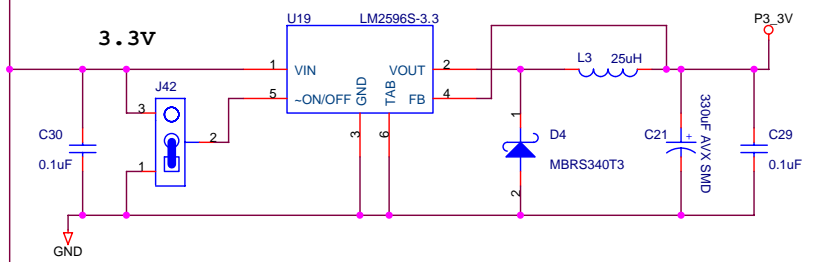 U19 LM2596S-3.3 P3_3V
3.3V
L3 25uH
1 VIN VOUT 2
J42
5 ~ON/OFF GND TAB FB 4
3
2
1
3 6
1
2
C30
0.1uF
D4
MBRS340T3
C21
+
330uF AVX SMD
C29
0.1uF
GND